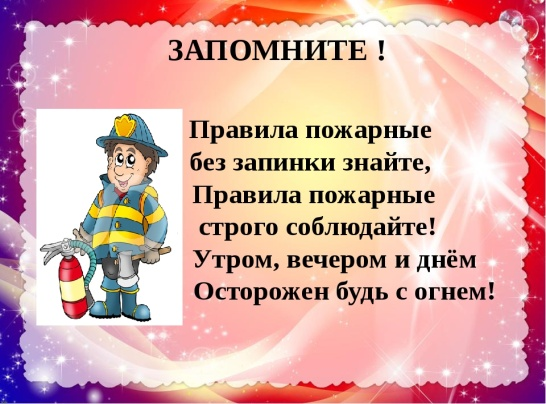 ЗАПОМНИТЕ !
Правила пожарные
без запинки знайте,
Правила пожарные
строго соблюдайте!
Утром, вечером и днём
Осторожен будь с огнем!